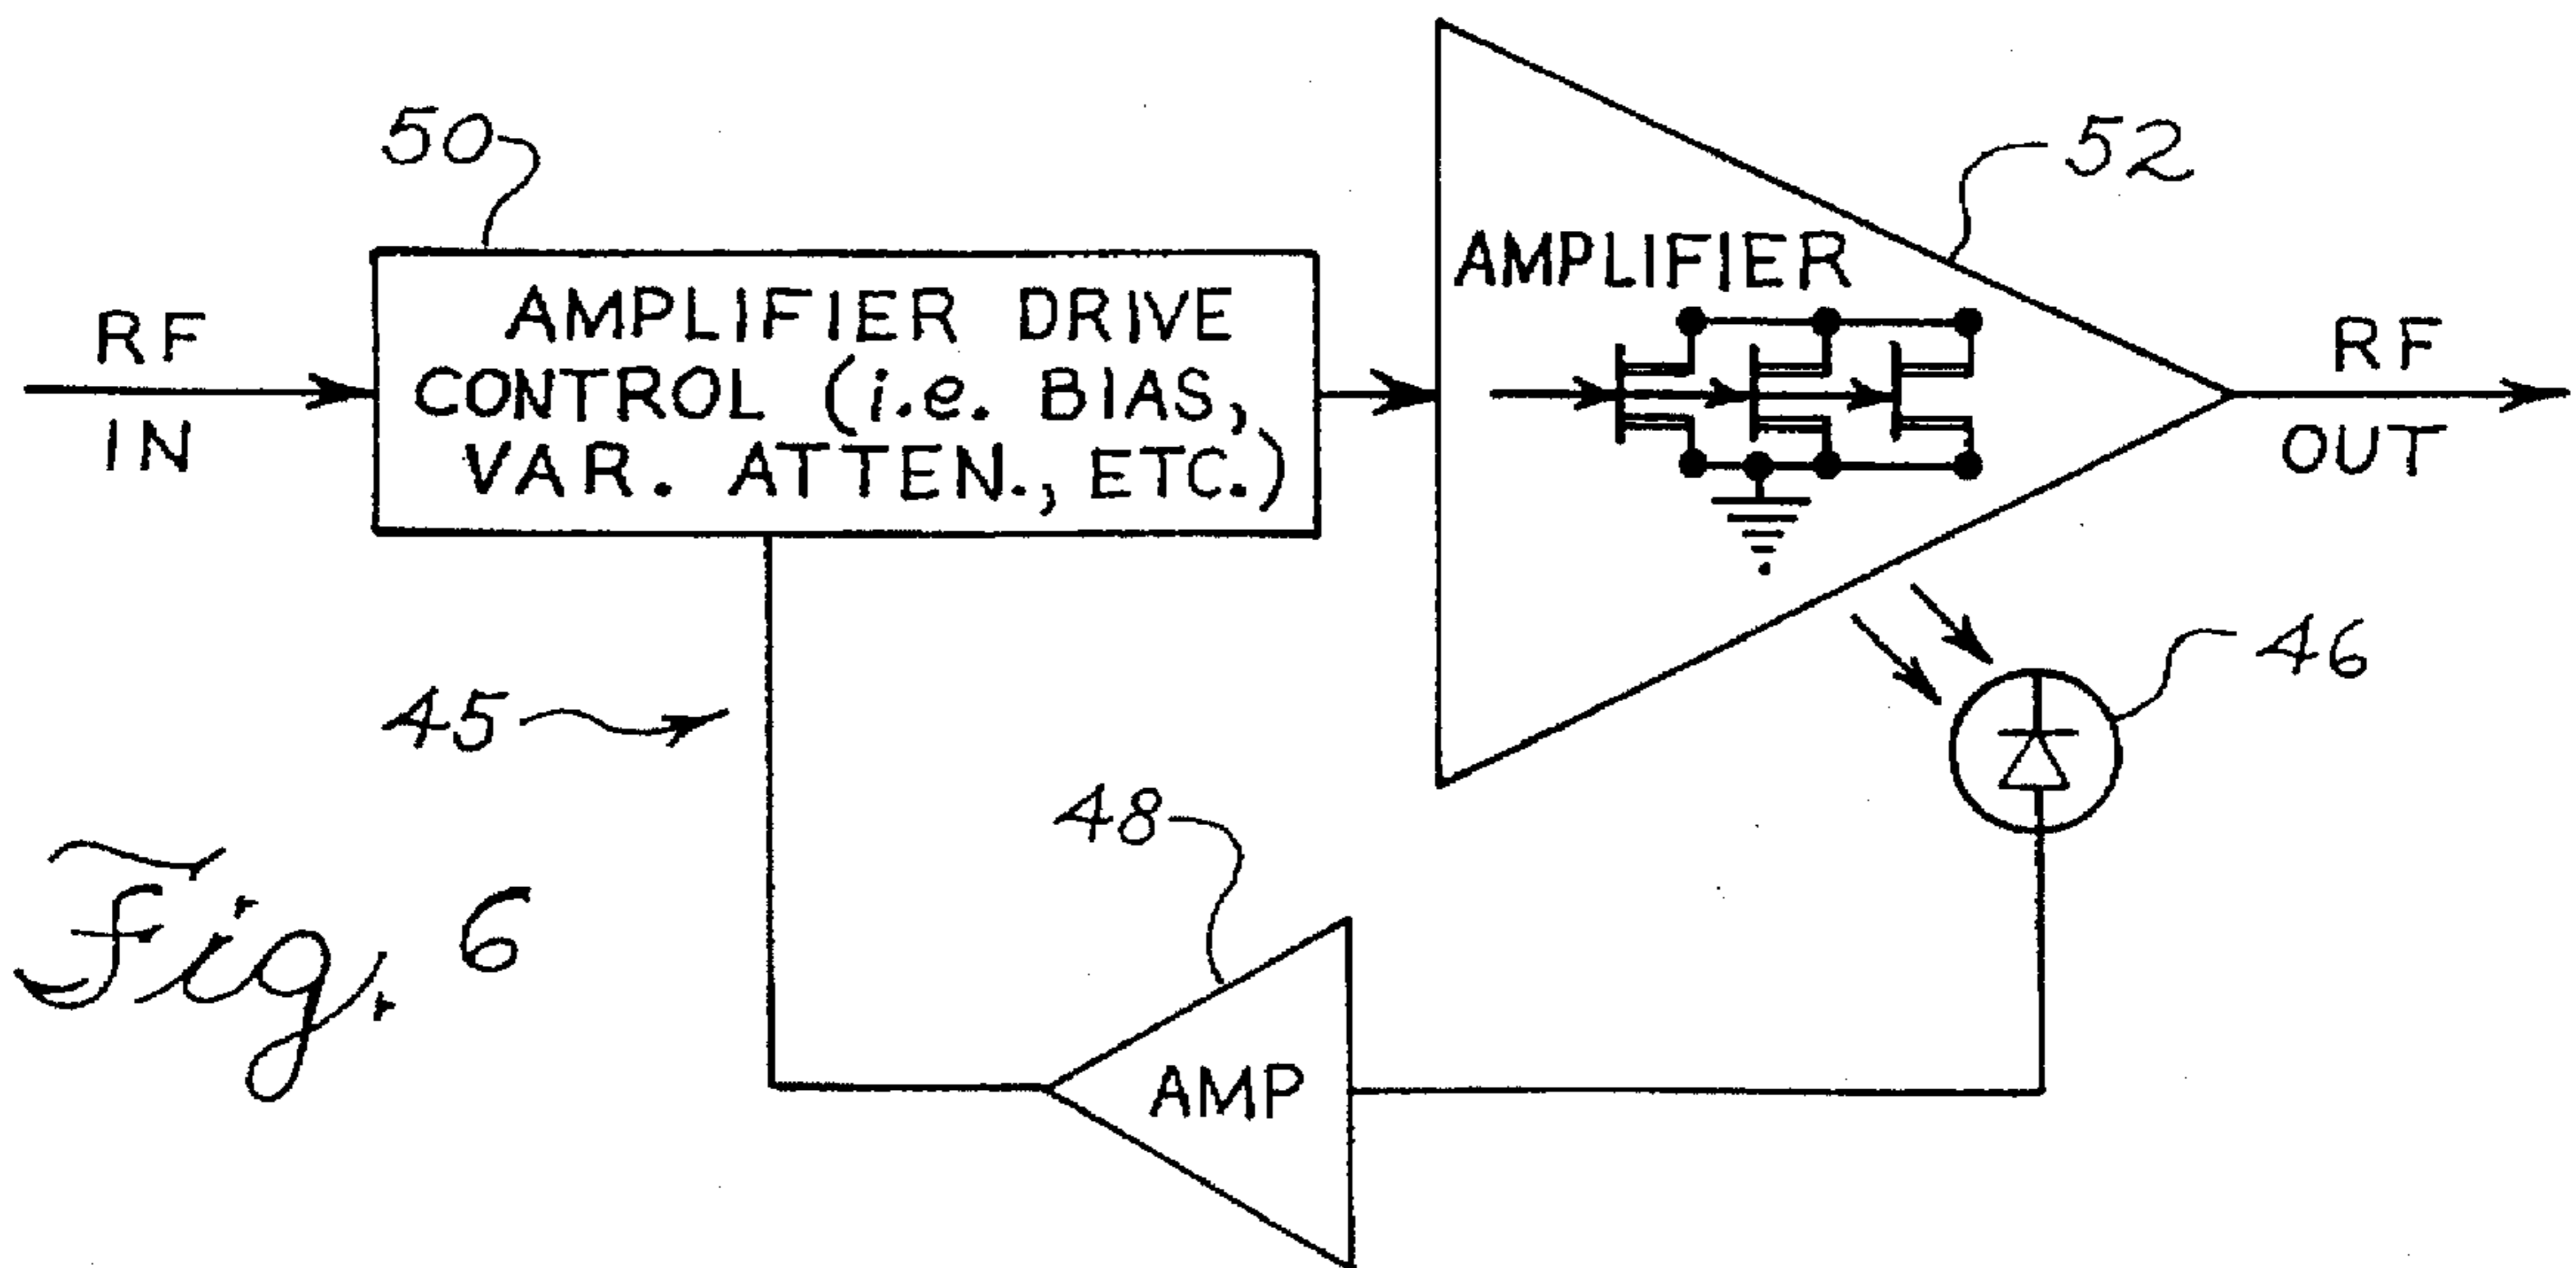 50
52
RF
IN
AMPLIFIER DRIVE
CONTROL (i.e. BIAS,
VAR. ATTEN., ETC.)
AMPLIFIER
RF
OUT
45
46
48
AMP
Fig. 6